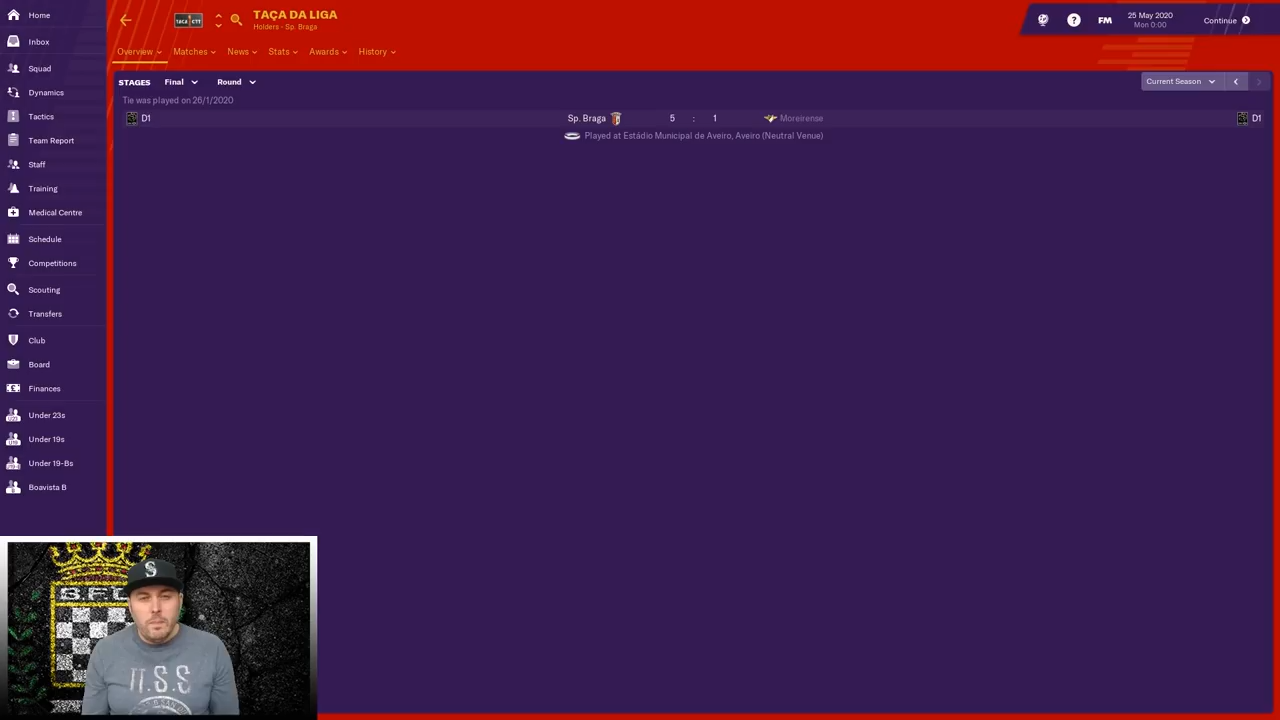 Home
Inbox
Squad
Dynamics
Tactics
Team Report
Staff
Training
Medical Centre
Schedule
Competitions
Scouting
Transfers
Club
Board
Finances
Under 23s
Under 19s
Under 19-Bs
Boavista B
TAÇA DA LIGA
Holders - Sp. Braga
FM
25 May 2020
Mon 0:00
Continue
Overview Matches News Stats Awards History
STAGES Final Round
Current Season
Tie was played on 26/1/2020
D1 Sp. Braga 5 : 1 Moreirense D1
Played at Estádio Municipal de Aveiro, Aveiro (Neutral Venue)